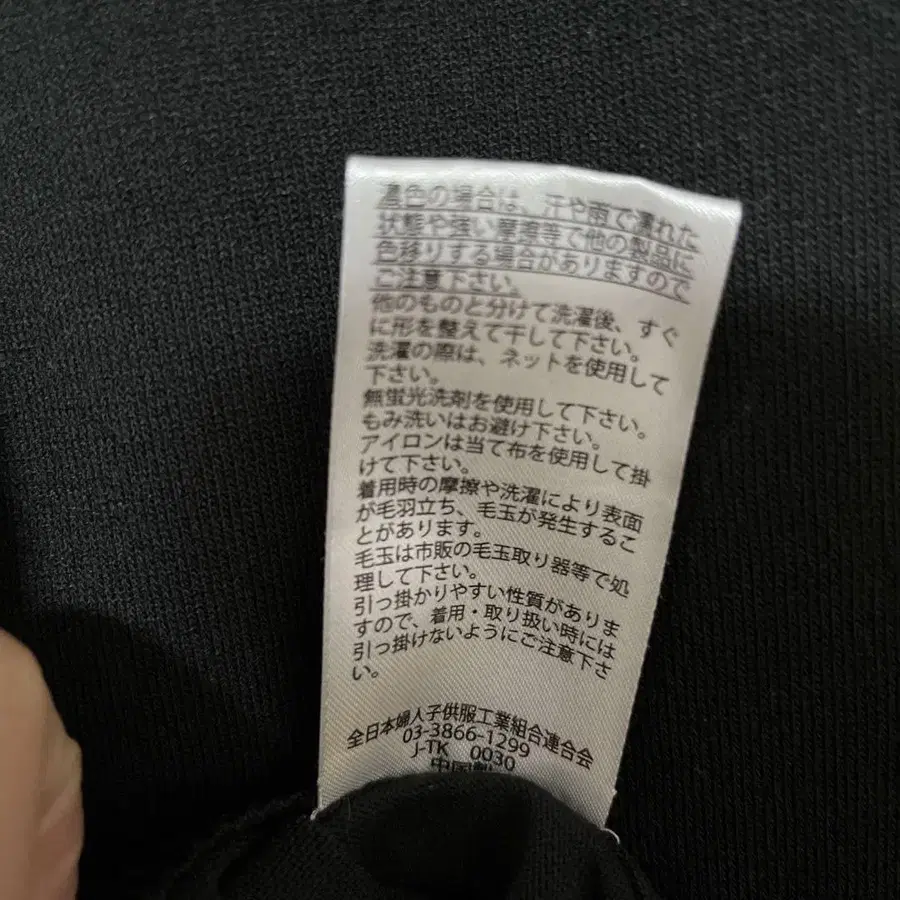 濃色の場合は、汗や雨で濡れた
状態や強い摩擦等で他の製品に
色移りする場合がありますので
ご注意下さい。
他のものと分けて洗濯後、すぐ
に形を整えて干して下さい。
洗濯の際は、ネットを使用して
下さい。
無蛍光洗剤を使用して下さい。
もみ洗いはお避け下さい。
アイロンは当て布を使用して掛
けて下さい。
着用時の摩擦や洗濯により表面
が毛羽立ち、毛玉が発生するこ
とがあります。
毛玉は市販の毛玉取り器等で処
理して下さい。
引っ掛かりやすい性質がありま
すので、着用・取り扱い時には
引っ掛けないようにご注意下さ
い。
全日本婦人子供服工業組合連合会
03-3866-1299
J-TK 0030
中国製